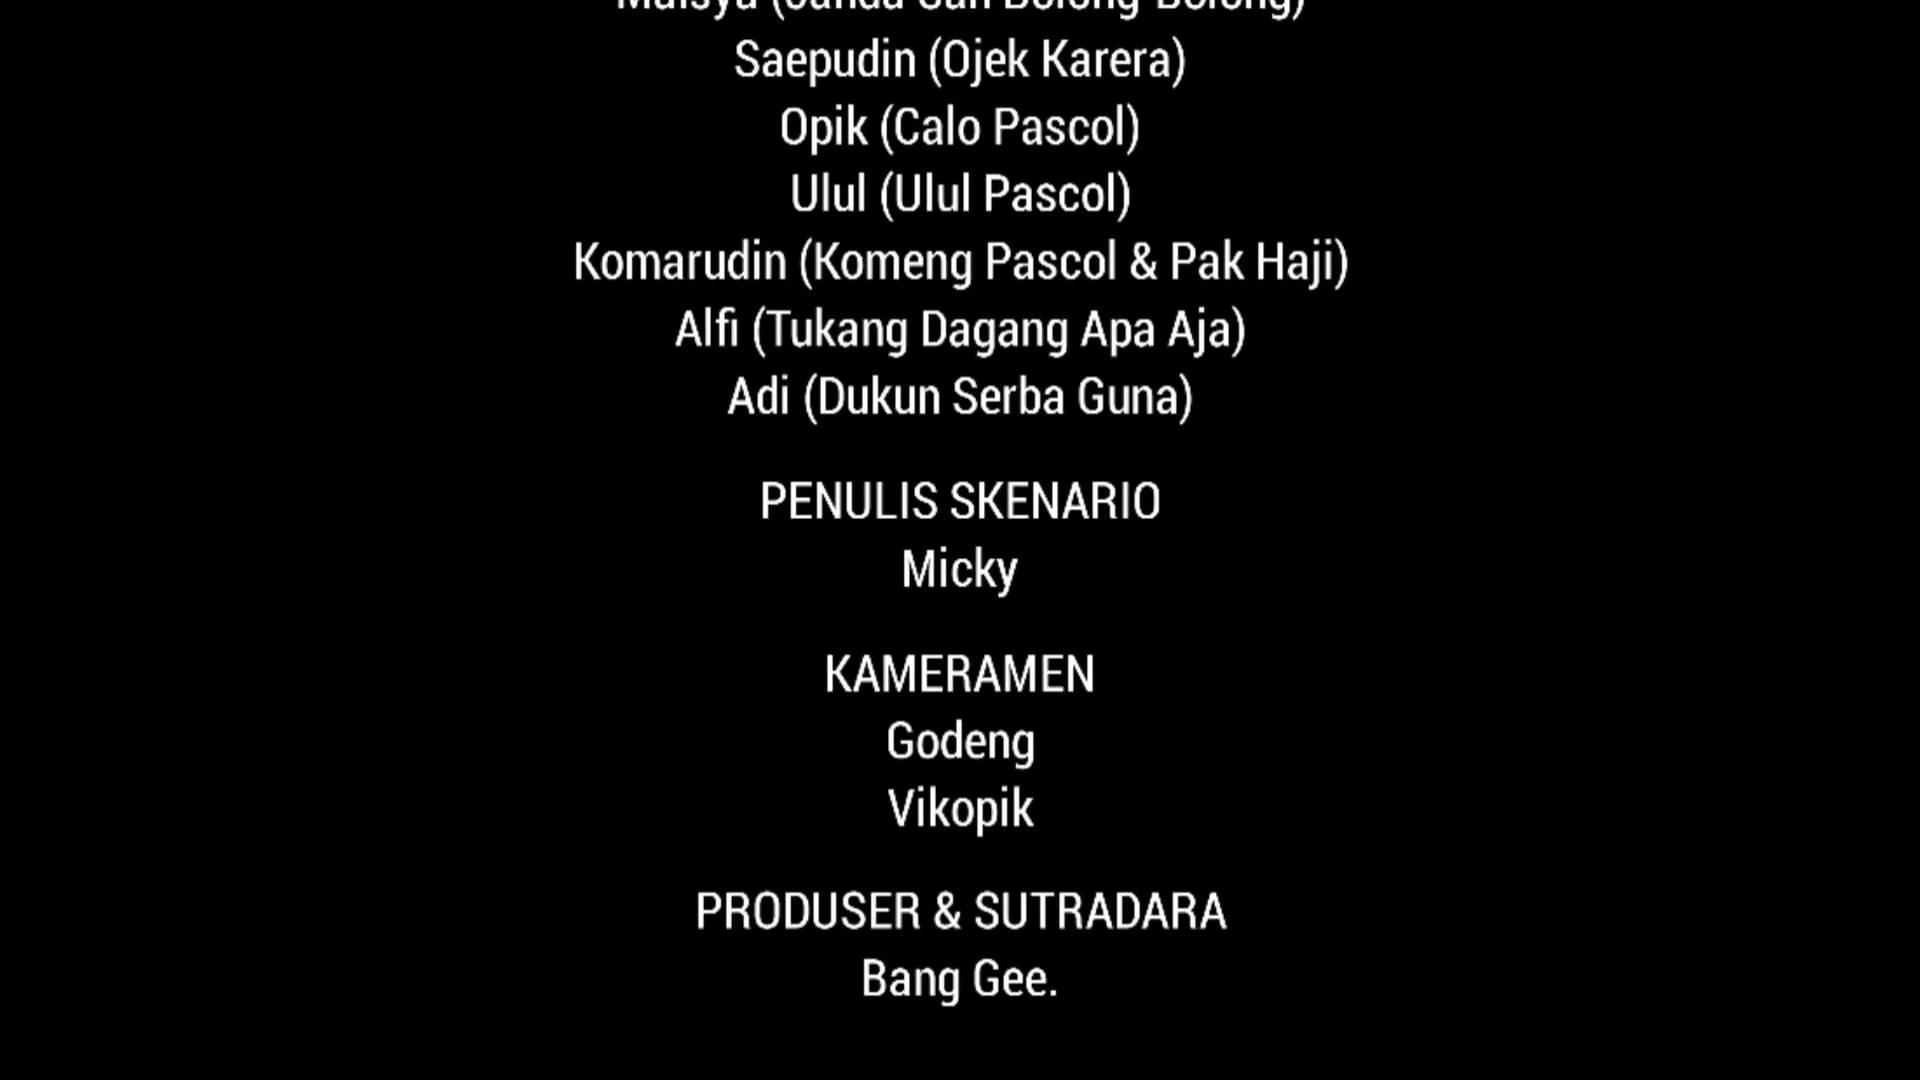 Saepudin (Ojek Karera)
Opik (Calo Pascol)
Ulul (Ulul Pascol)
Komarudin (Komeng Pascol & Pak Haji)
Alfi (Tukang Dagang Apa Aja)
Adi (Dukun Serba Guna)
PENULIS SKENARIO
Micky
KAMERAMEN
Godeng
Vikopik
PRODUSER & SUTRADARA
Bang Gee.